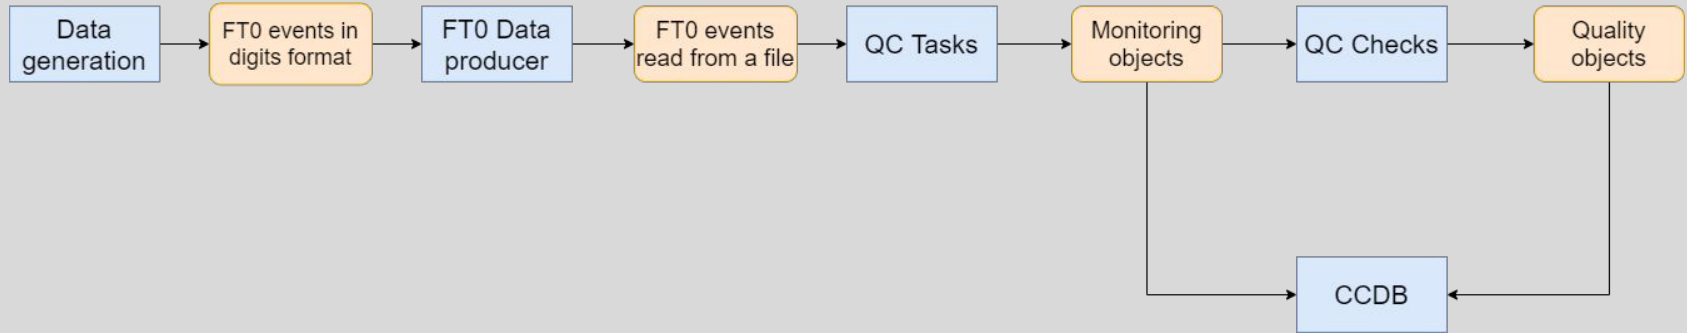 Data
generation
FT0 events in
digits format
FT0 Data
producer
FT0 events
read from a file
QC Tasks
Monitoring
objects
QC Checks
Quality
objects
CCDB